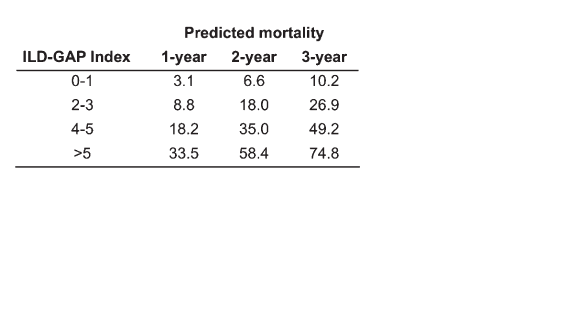 Predicted mortality
ILD-GAP Index 1-year 2-year 3-year
0-1 3.1 6.6 10.2
2-3 8.8 18.0 26.9
4-5 18.2 35.0 49.2
>5 33.5 58.4 74.8